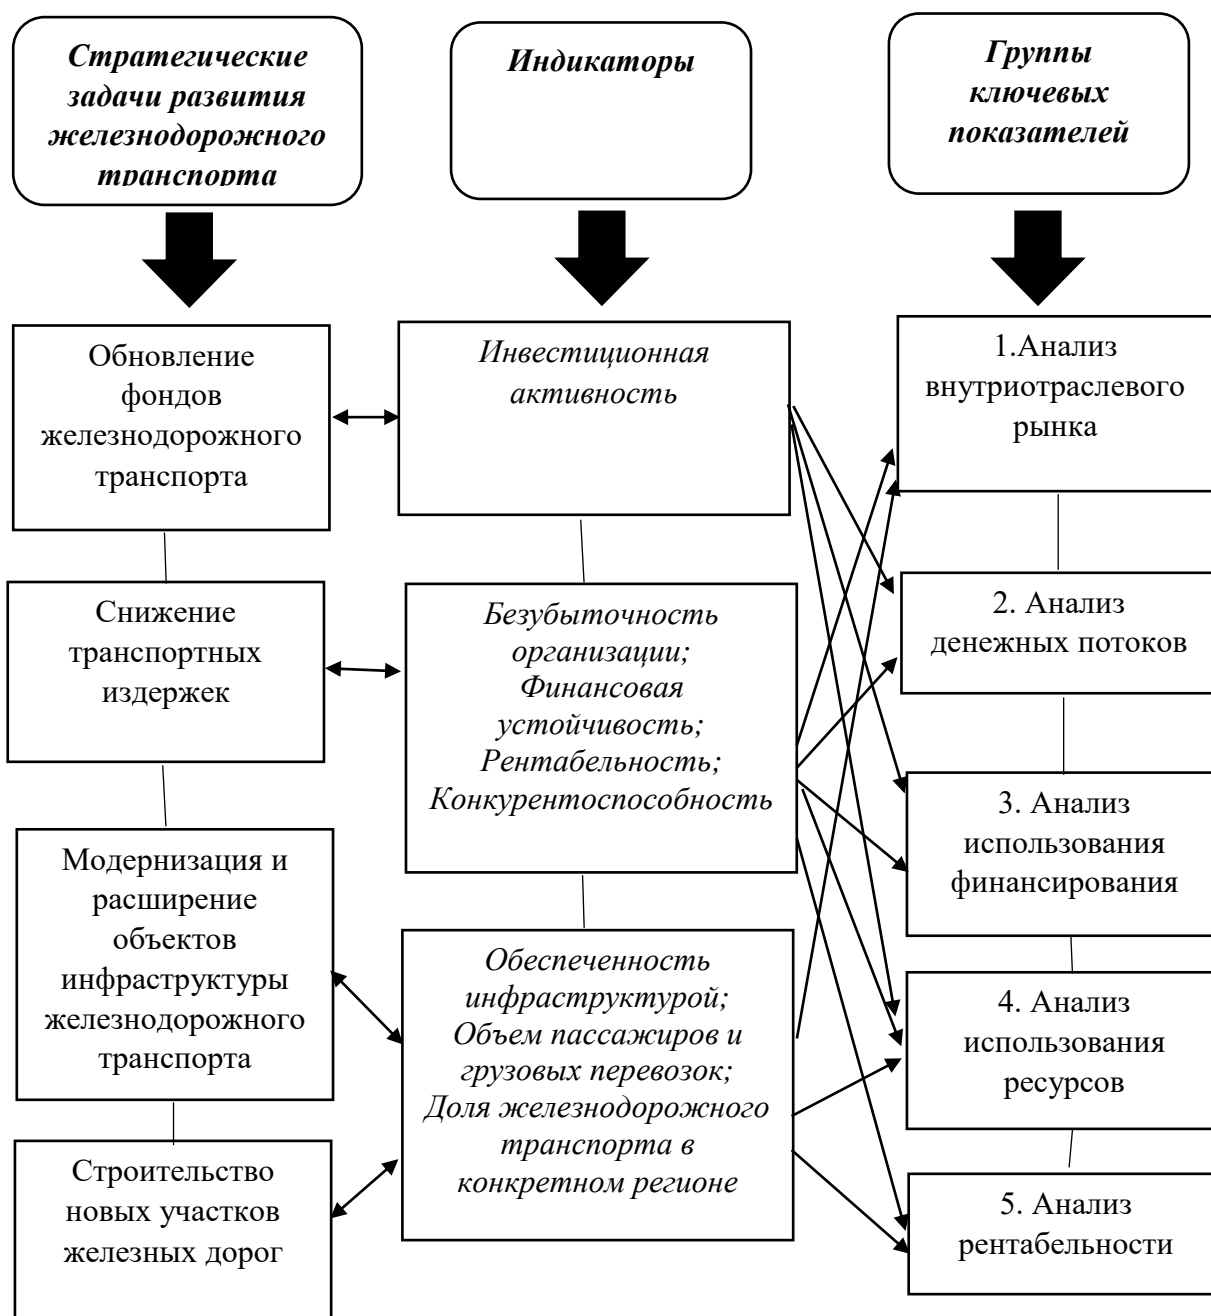 Стратегические
задачи развития
железнодорожного
транспорта
Индикаторы
Группы
ключевых
показателей
Обновление
фондов
железнодорожного
транспорта
Инвестиционная
активность
1.Анализ
внутриотраслевого
рынка
Снижение
транспортных
издержек
Безубыточность
организации;
Финансовая
устойчивость;
Рентабельность;
Конкурентоспособность
2. Анализ
денежных потоков
Модернизация и
расширение
объектов
инфраструктуры
железнодорожного
транспорта
Обеспеченность
инфраструктурой;
Объем пассажиров и
грузовых перевозок;
Доля железнодорожного
транспорта в
конкретном регионе
3. Анализ
использования
финансирования
4. Анализ
использования
ресурсов
Строительство
новых участков
железных дорог
5. Анализ
рентабельности